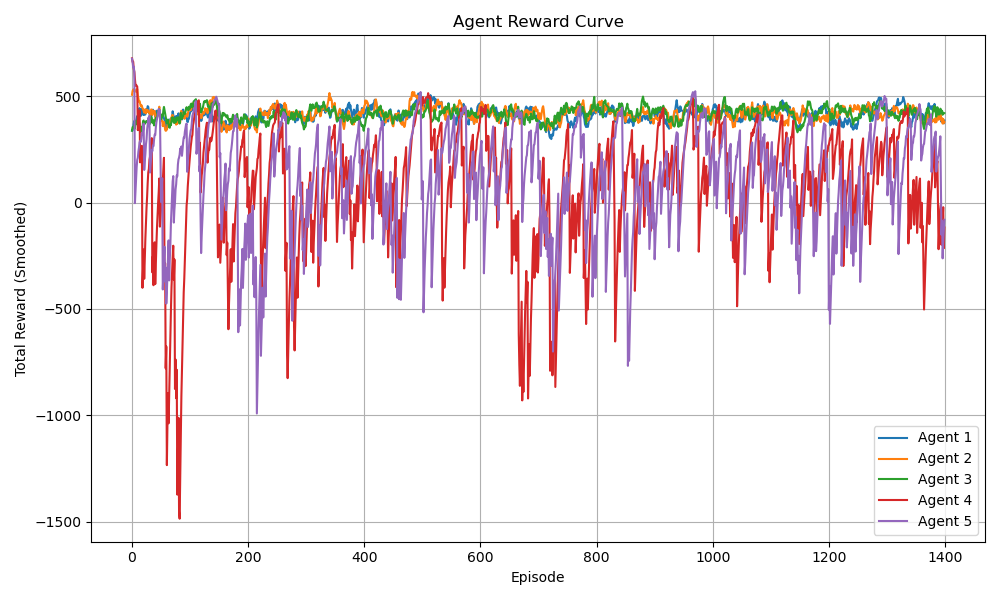 Agent Reward Curve
Total Reward (Smoothed)
500
0
−500
−1000
−1500
0 200 400 600 800 1000 1200 1400
Episode
Agent 1
Agent 2
Agent 3
Agent 4
Agent 5